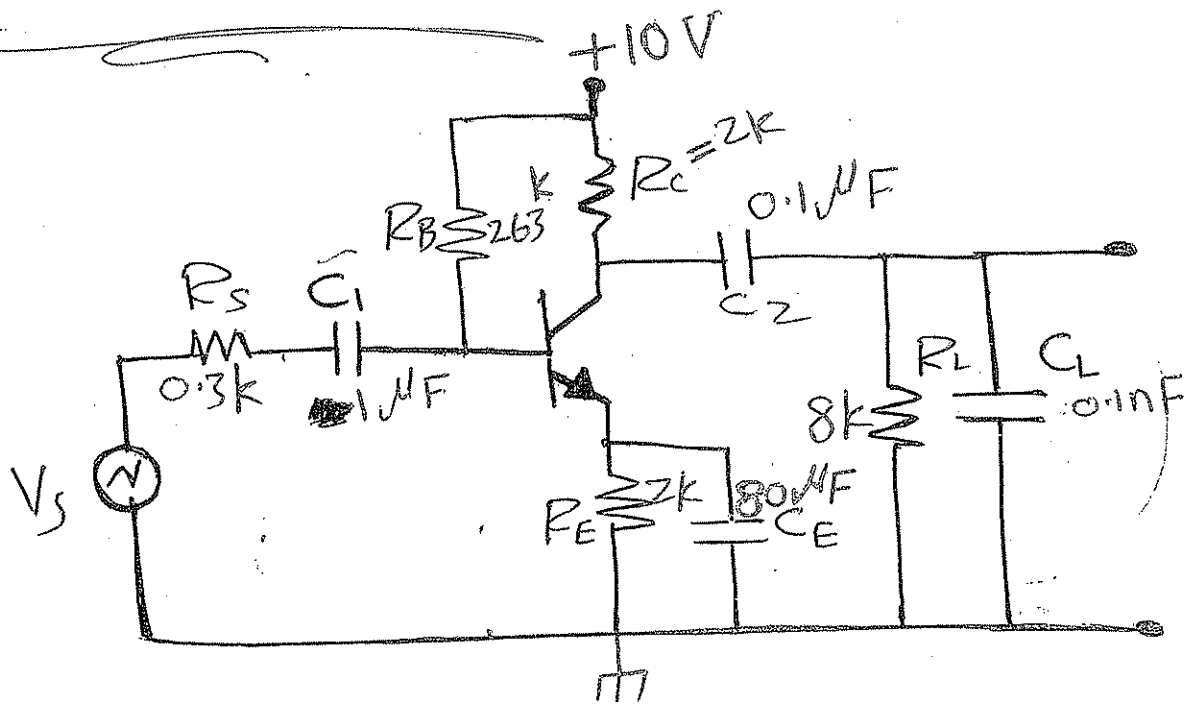 +10V
RC=2K
RB 263 K
0.1µF
C2
RS
0.3K
C1
1µF
VS
RE 2K
80µF
CE
RL
8K
CL
0.1nF